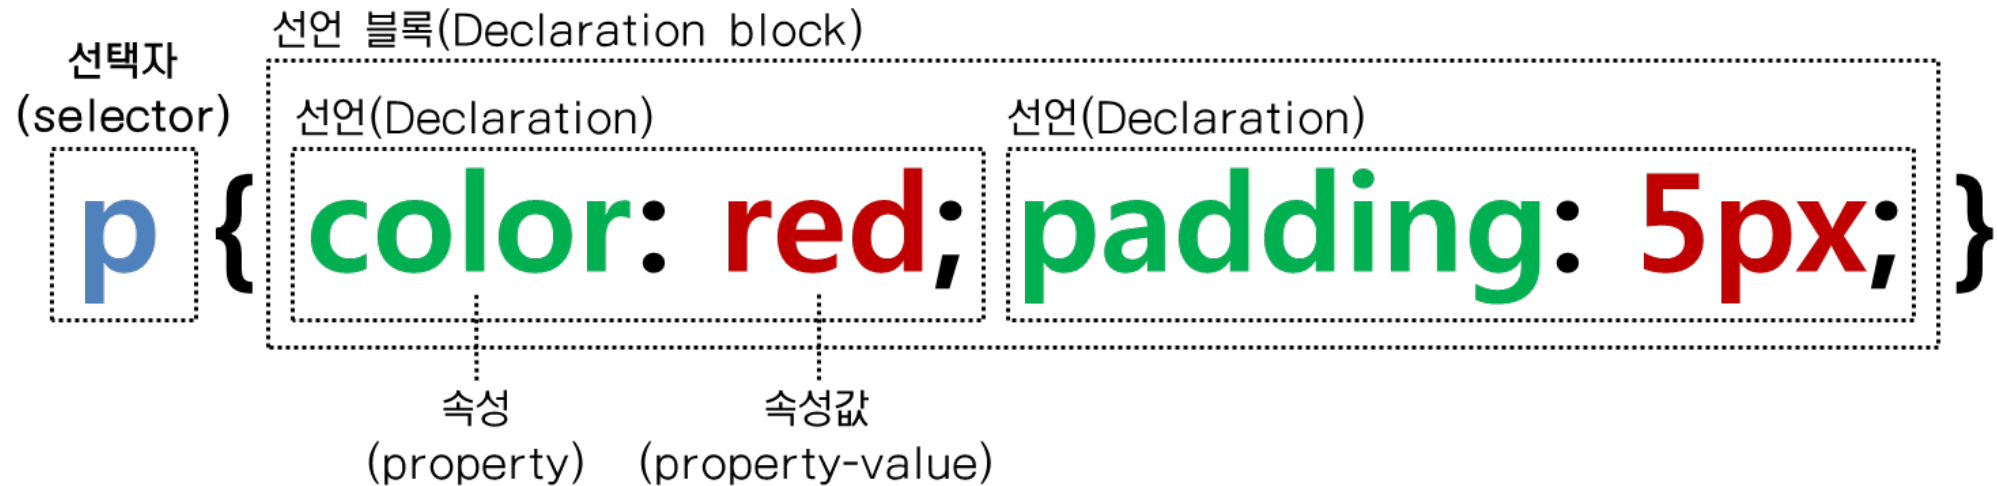 선언 블록(Declaration block)
선택자
(selector)
선언(Declaration)
선언(Declaration)
p { color: red; padding: 5px; }
속성
(property)
속성값
(property-value)